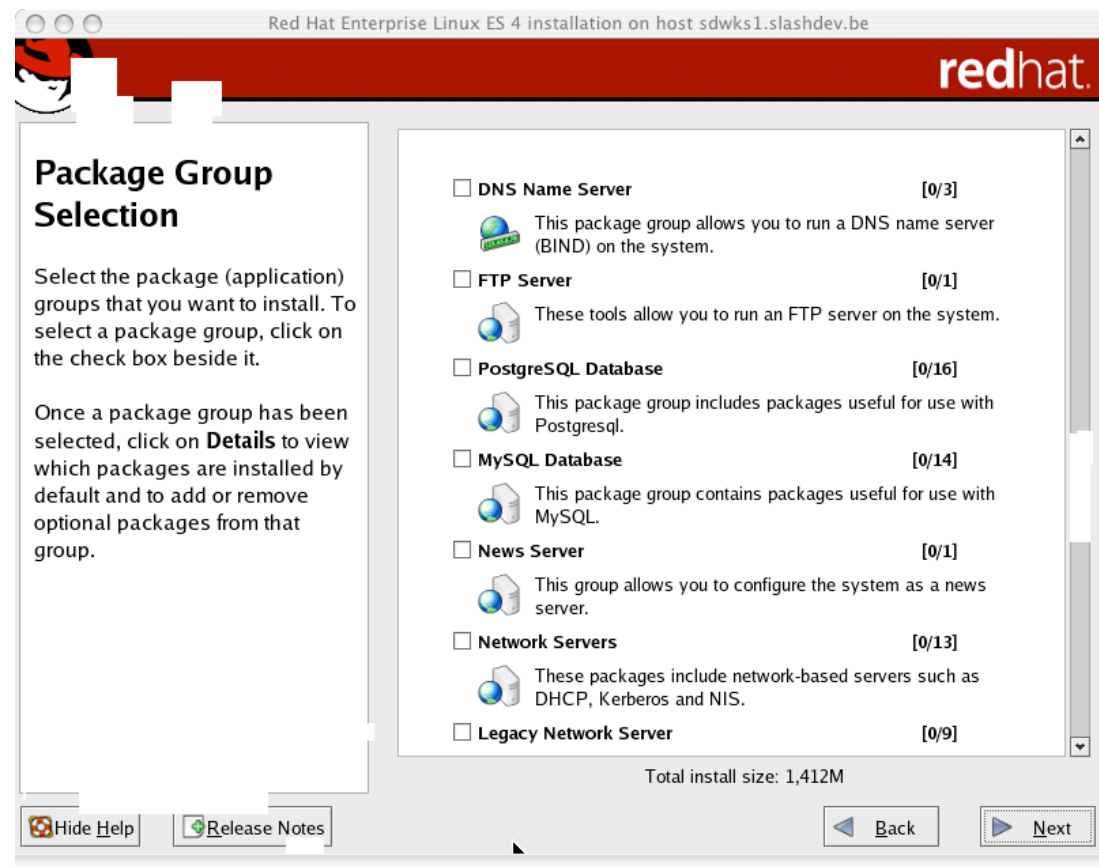 Red Hat Enterprise Linux ES 4 installation on host sdwks1.slashdev.be
redhat.
Package Group
Selection
Select the package (application)
groups that you want to install. To
select a package group, click on
the check box beside it.
Once a package group has been
selected, click on Details to view
which packages are installed by
default and to add or remove
optional packages from that
group.
DNS Name Server [0/3]
This package group allows you to run a DNS name server
(BIND) on the system.
FTP Server [0/1]
These tools allow you to run an FTP server on the system.
PostgreSQL Database [0/16]
This package group includes packages useful for use with
Postgresql.
MySQL Database [0/14]
This package group contains packages useful for use with
MySQL.
News Server [0/1]
This group allows you to configure the system as a news
server.
Network Servers [0/13]
These packages include network-based servers such as
DHCP, Kerberos and NIS.
Legacy Network Server [0/9]
Total install size: 1,412M
Hide Help
Release Notes
Back
Next